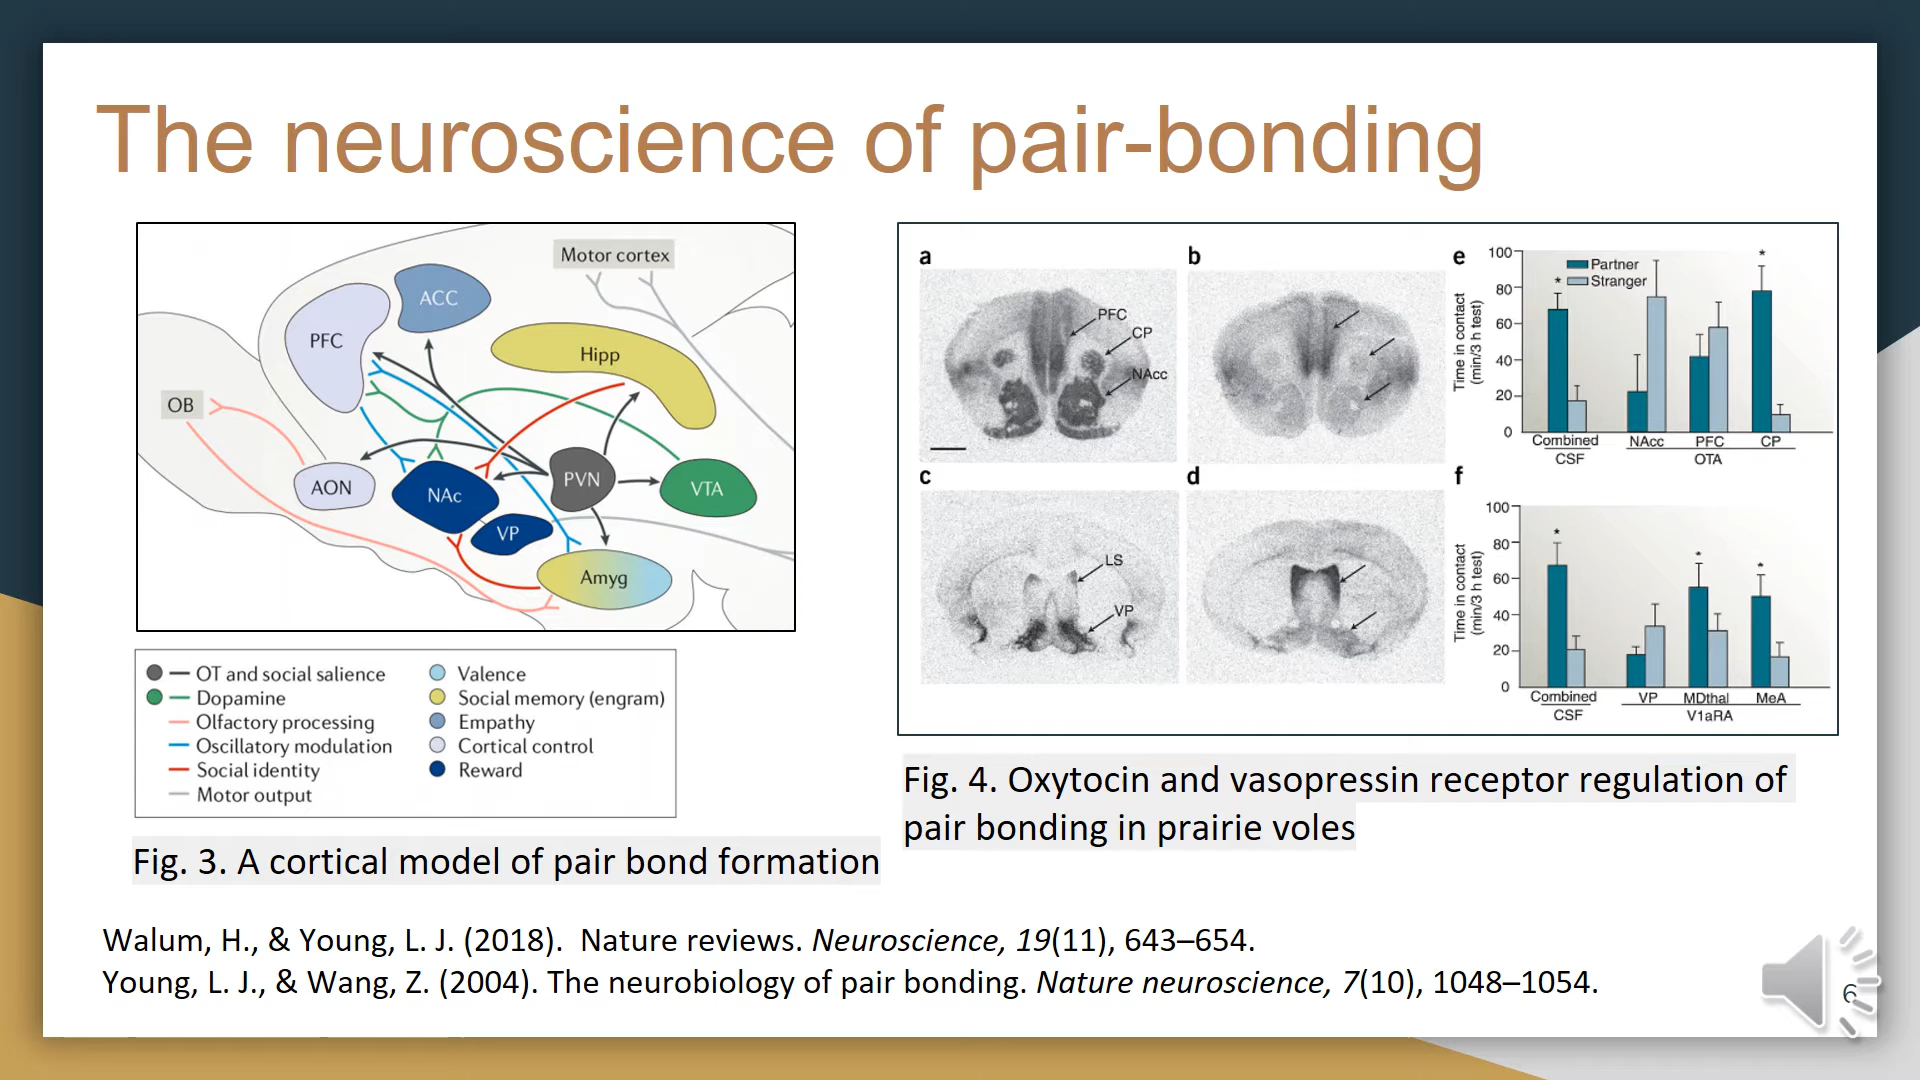 The neuroscience of pair-bonding
Motor cortex
ACC
PFC
Hipp
OB
AON
NAc
PVN
VTA
VP
Amyg
OT and social salience
Dopamine
Olfactory processing
Oscillatory modulation
Social identity
Motor output
Valence
Social memory (engram)
Empathy
Cortical control
Reward
Fig. 3. A cortical model of pair bond formation
a
PFC
CP
NAcc
b
c
LS
VP
d
e
Time in contact
(min/3 h test)
100
80
60
40
20
0
* Partner
Stranger
*
Combined NAcc PFC CP
CSF OTA
f
Time in contact
(min/3 h test)
100
80
60
40
20
0
* * *
Combined VP MDthal MeA
CSF V1aRA
Fig. 4. Oxytocin and vasopressin receptor regulation of
pair bonding in prairie voles
Walum, H., & Young, L. J. (2018). Nature reviews. Neuroscience, 19(11), 643–654.
Young, L. J., & Wang, Z. (2004). The neurobiology of pair bonding. Nature neuroscience, 7(10), 1048–1054.
6